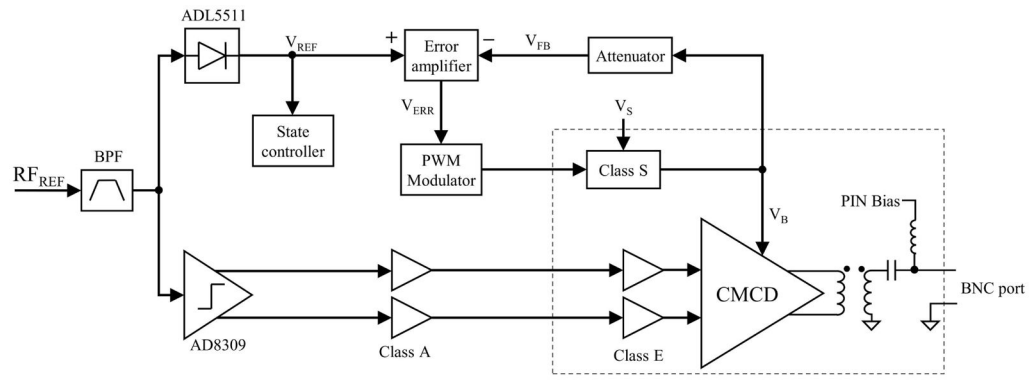 ADL5511
V_REF
+
Error
amplifier
−
V_FB
Attenuator
V_ERR
State
controller
V_S
BPF
PWM
Modulator
Class S
RF_REF
V_B
PIN Bias
CMCD
BNC port
AD8309
Class A
Class E